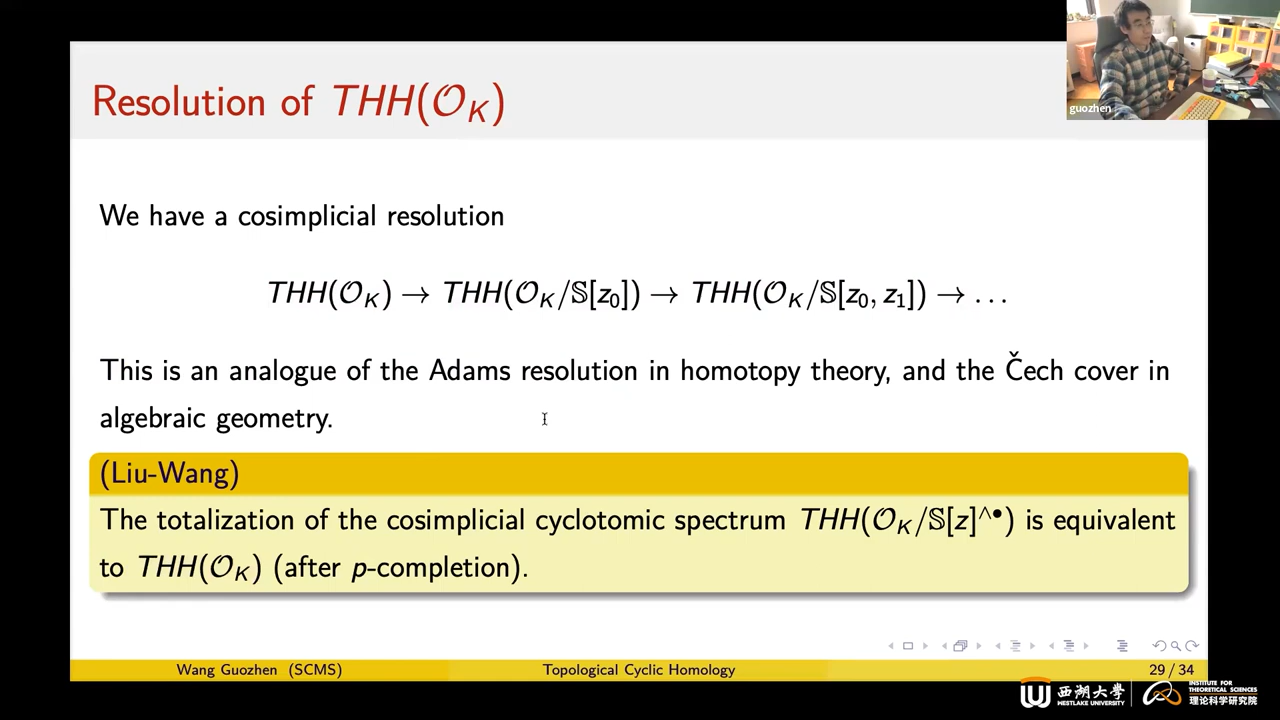 Resolution of THH(𝒪_K)
guozhen
We have a cosimplicial resolution
THH(𝒪_K) → THH(𝒪_K/𝕊[z_0]) → THH(𝒪_K/𝕊[z_0, z_1]) → …
This is an analogue of the Adams resolution in homotopy theory, and the Čech cover in
algebraic geometry.
(Liu-Wang)
The totalization of the cosimplicial cyclotomic spectrum THH(𝒪_K/𝕊[z]^{∧•}) is equivalent
to THH(𝒪_K) (after p-completion).
Wang Guozhen (SCMS) Topological Cyclic Homology 29 / 34
西湖大学 INSTITUTE FOR
WESTLAKE UNIVERSITY THEORETICAL SCIENCES
理论科学研究院